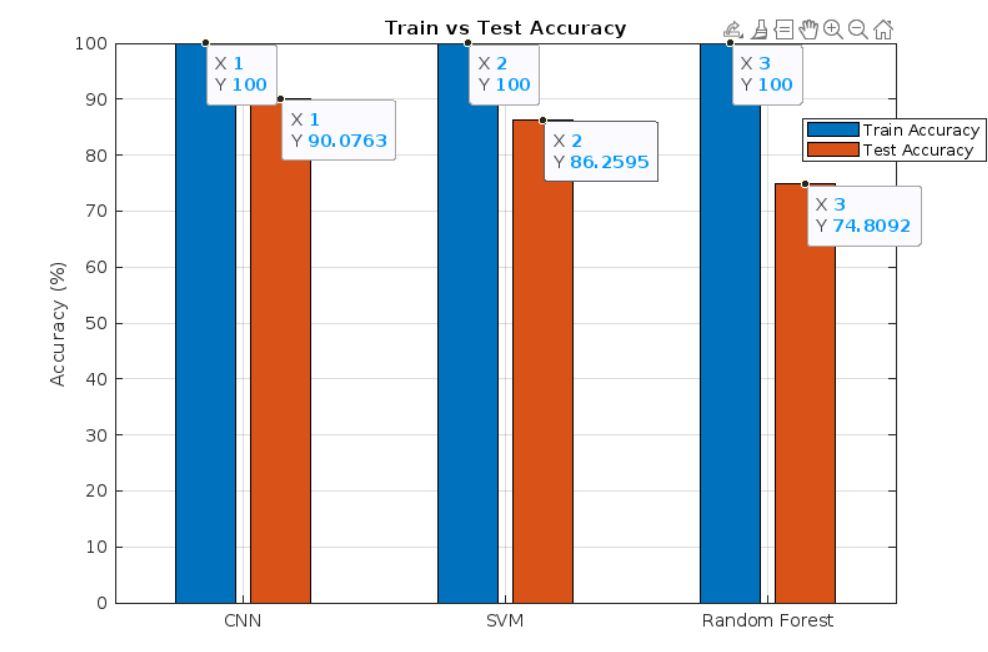 Train vs Test Accuracy
100
90
80
70
60
50
40
30
20
10
0
Accuracy (%)
X 1
Y 100
X 1
Y 90.0763
X 2
Y 100
X 2
Y 86.2595
X 3
Y 100
X 3
Y 74.8092
Train Accuracy
Test Accuracy
CNN
SVM
Random Forest